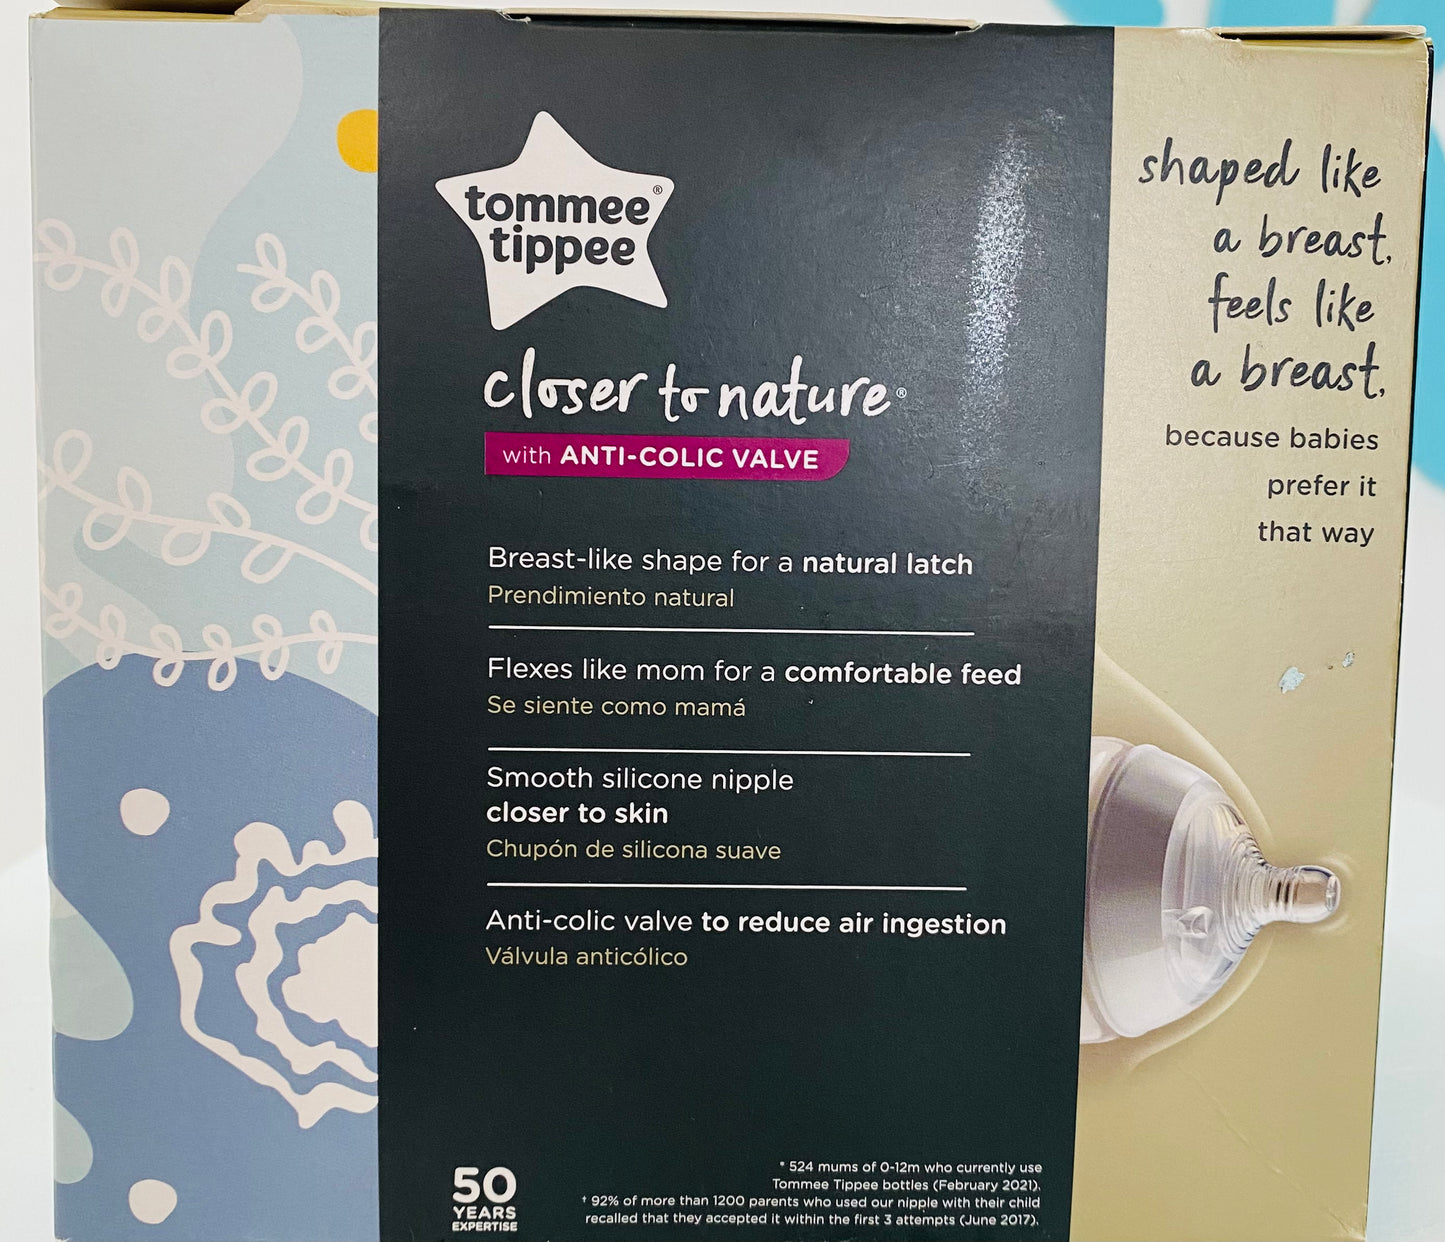 tommee®
tippee
closer to nature®
with ANTI-COLIC VALVE
Breast-like shape for a natural latch
Prendimiento natural
Flexes like mom for a comfortable feed
Se siente como mamá
Smooth silicone nipple
closer to skin
Chupón de silicona suave
Anti-colic valve to reduce air ingestion
Válvula anticólico
50
YEARS
EXPERTISE
* 524 mums of 0-12m who currently use
Tommee Tippee bottles (February 2021).
† 92% of more than 1200 parents who used our nipple with their child
recalled that they accepted it within the first 3 attempts (June 2017).
shaped like
a breast,
feels like
a breast,
because babies
prefer it
that way